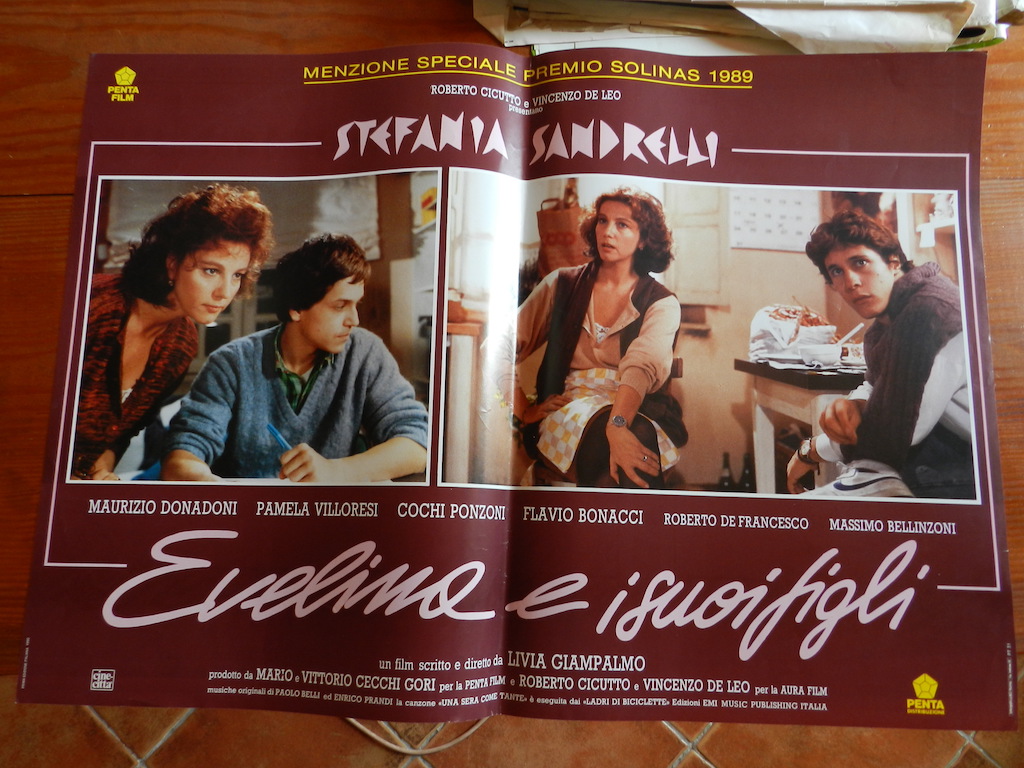 PENTA
FILM
MENZIONE SPECIALE PREMIO SOLINAS 1989
ROBERTO CICUTTO e VINCENZO DE LEO
presentano
STEFANIA SANDRELLI
MAURIZIO DONADONI PAMELA VILLORESI COCHI PONZONI FLAVIO BONACCI ROBERTO DE FRANCESCO MASSIMO BELLINZONI
Evelina e i suoi figli
un film scritto e diretto da LIVIA GIAMPALMO
prodotto da MARIO e VITTORIO CECCHI GORI per la PENTA FILM e ROBERTO CICUTTO e VINCENZO DE LEO per la AURA FILM
musiche originali di PAOLO BELLI ed ENRICO PRANDI la canzone «UNA SERA COME TANTE» è eseguita dai «LADRI DI BICICLETTE» Edizioni EMI MUSIC PUBLISHING ITALIA
cine-
città
PENTA
DISTRIBUZIONE